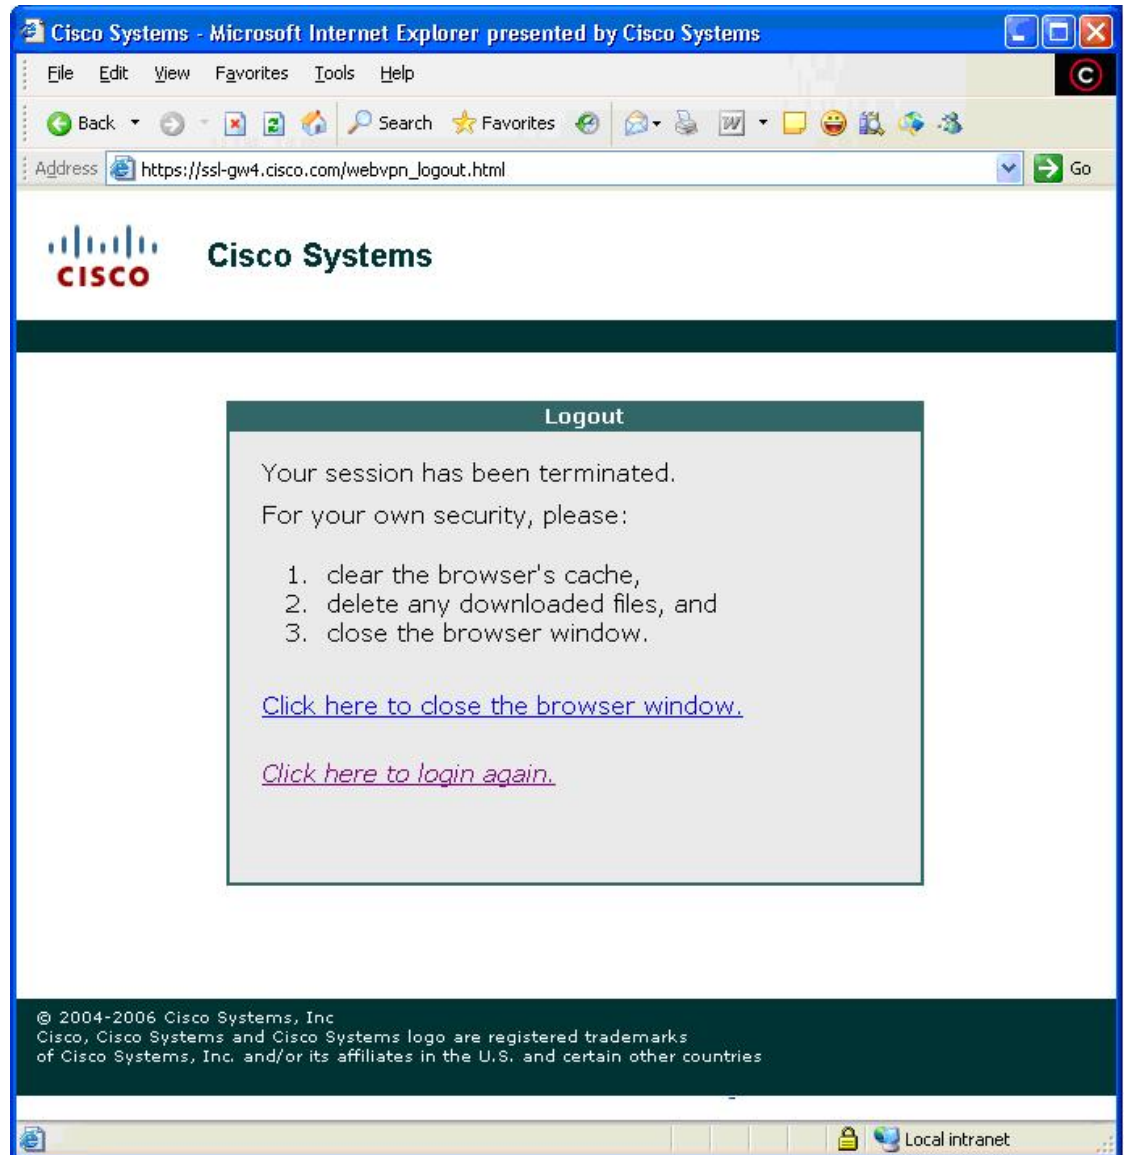 Cisco Systems - Microsoft Internet Explorer presented by Cisco Systems
File Edit View Favorites Tools Help
Back Search Favorites
Address https://ssl-gw4.cisco.com/webvpn_logout.html Go
CISCO
Cisco Systems
Logout
Your session has been terminated.
For your own security, please:
1. clear the browser's cache,
2. delete any downloaded files, and
3. close the browser window.
Click here to close the browser window.
Click here to login again.
© 2004-2006 Cisco Systems, Inc
Cisco, Cisco Systems and Cisco Systems logo are registered trademarks
of Cisco Systems, Inc. and/or its affiliates in the U.S. and certain other countries
Local intranet